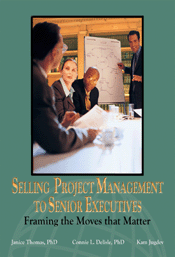 SELLING PROJECT MANAGEMENT
TO SENIOR EXECUTIVES
Framing the Moves that Matter
Janice Thomas, PhD Connie L. Delisle, PhD Kam Jugdev